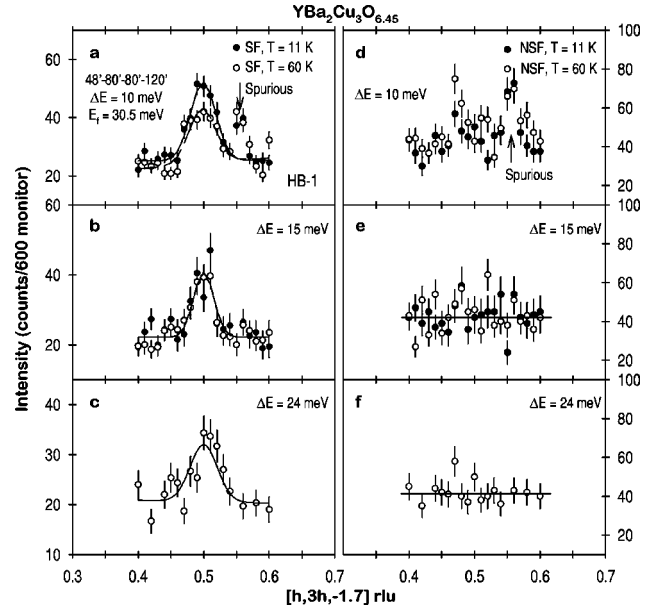 YBa2Cu3O6.45
a
SF, T = 11 K
SF, T = 60 K
48'-80'-80'-120'
ΔE = 10 meV
Ef = 30.5 meV
Spurious
HB-1
60
40
20
d
NSF, T = 11 K
NSF, T = 60 K
ΔE = 10 meV
Spurious
100
80
60
40
20
b
ΔE = 15 meV
60
40
20
e
ΔE = 15 meV
100
80
60
40
20
c
ΔE = 24 meV
40
30
20
10
f
ΔE = 24 meV
100
80
60
40
20
0
Intensity (counts/600 monitor)
0.3 0.4 0.5 0.6 0.3 0.4 0.5 0.6 0.7
[h,3h,-1.7] rlu